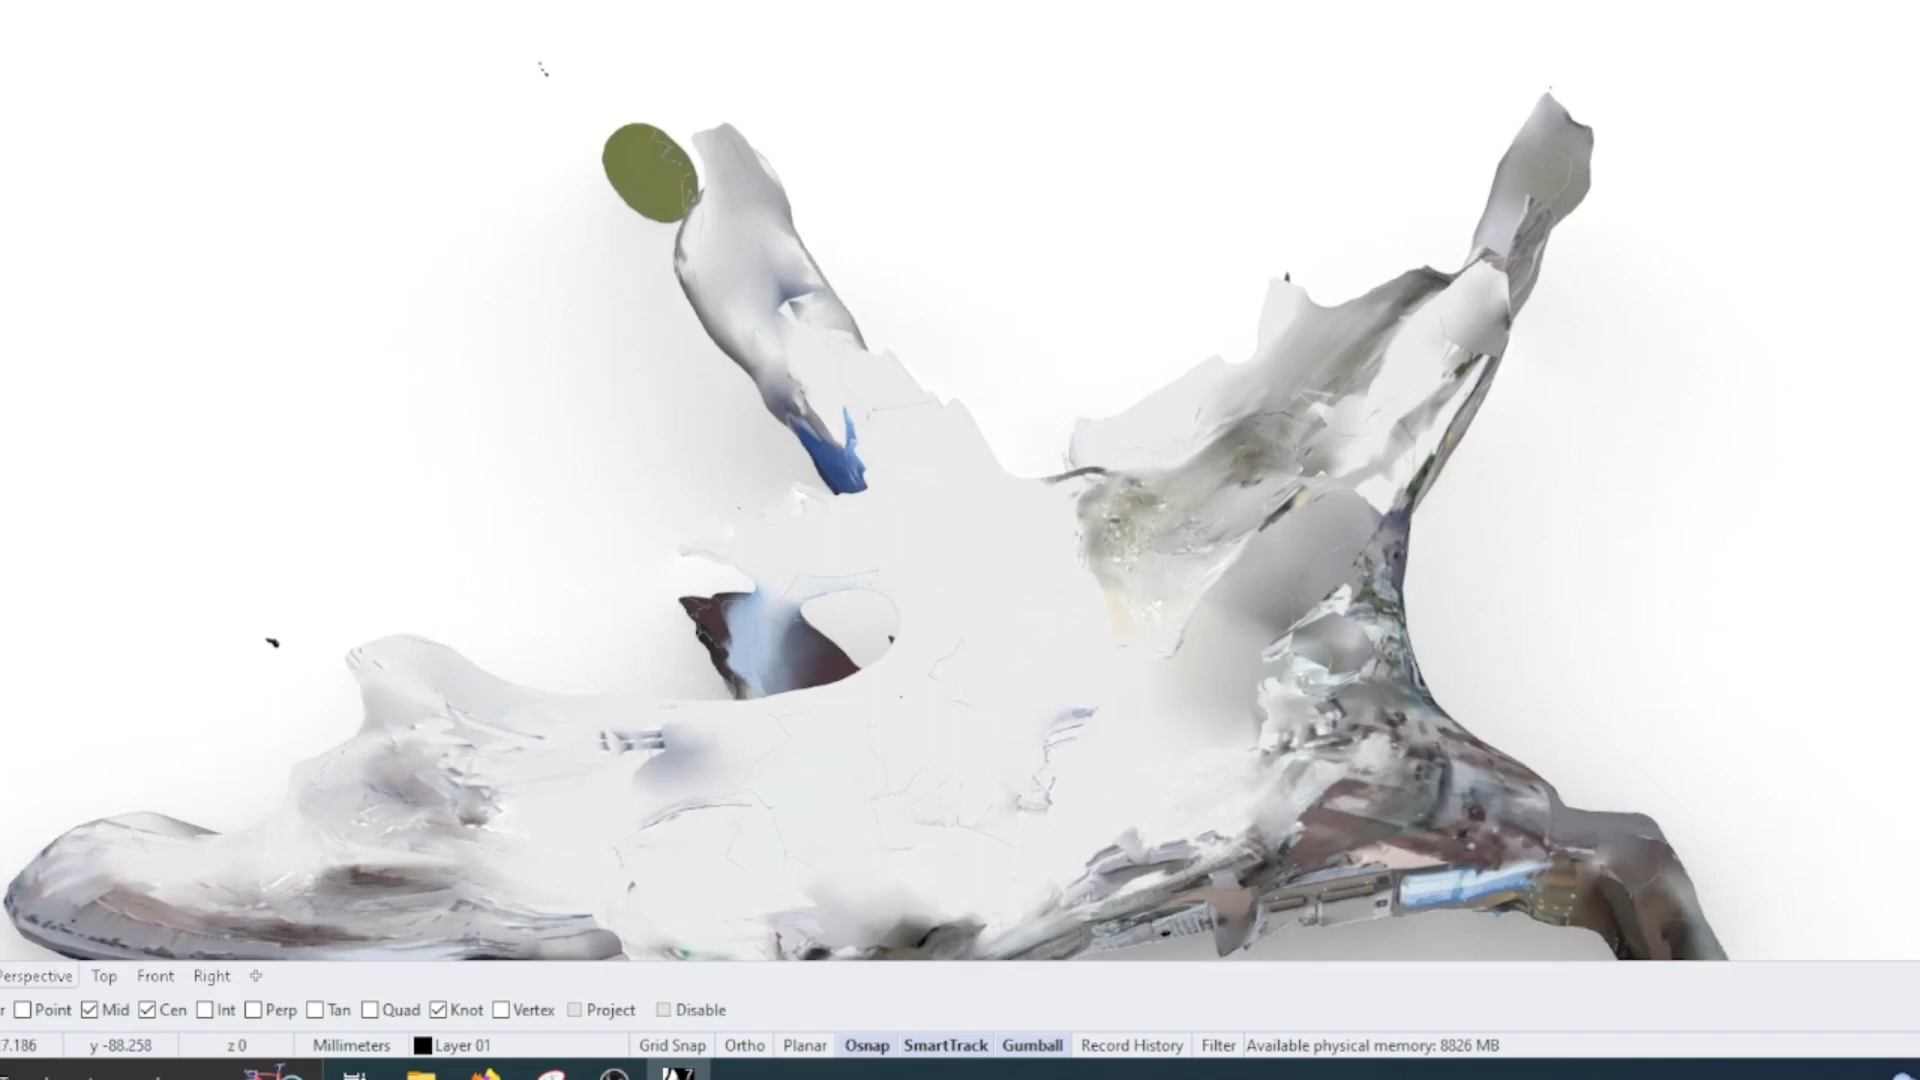 Perspective Top Front Right
Point Mid Cen Int Perp Tan Quad Knot Vertex Project Disable
7.186 y -88.258 z 0 Millimeters Layer 01 Grid Snap Ortho Planar Osnap SmartTrack Gumball Record History Filter Available physical memory: 8826 MB